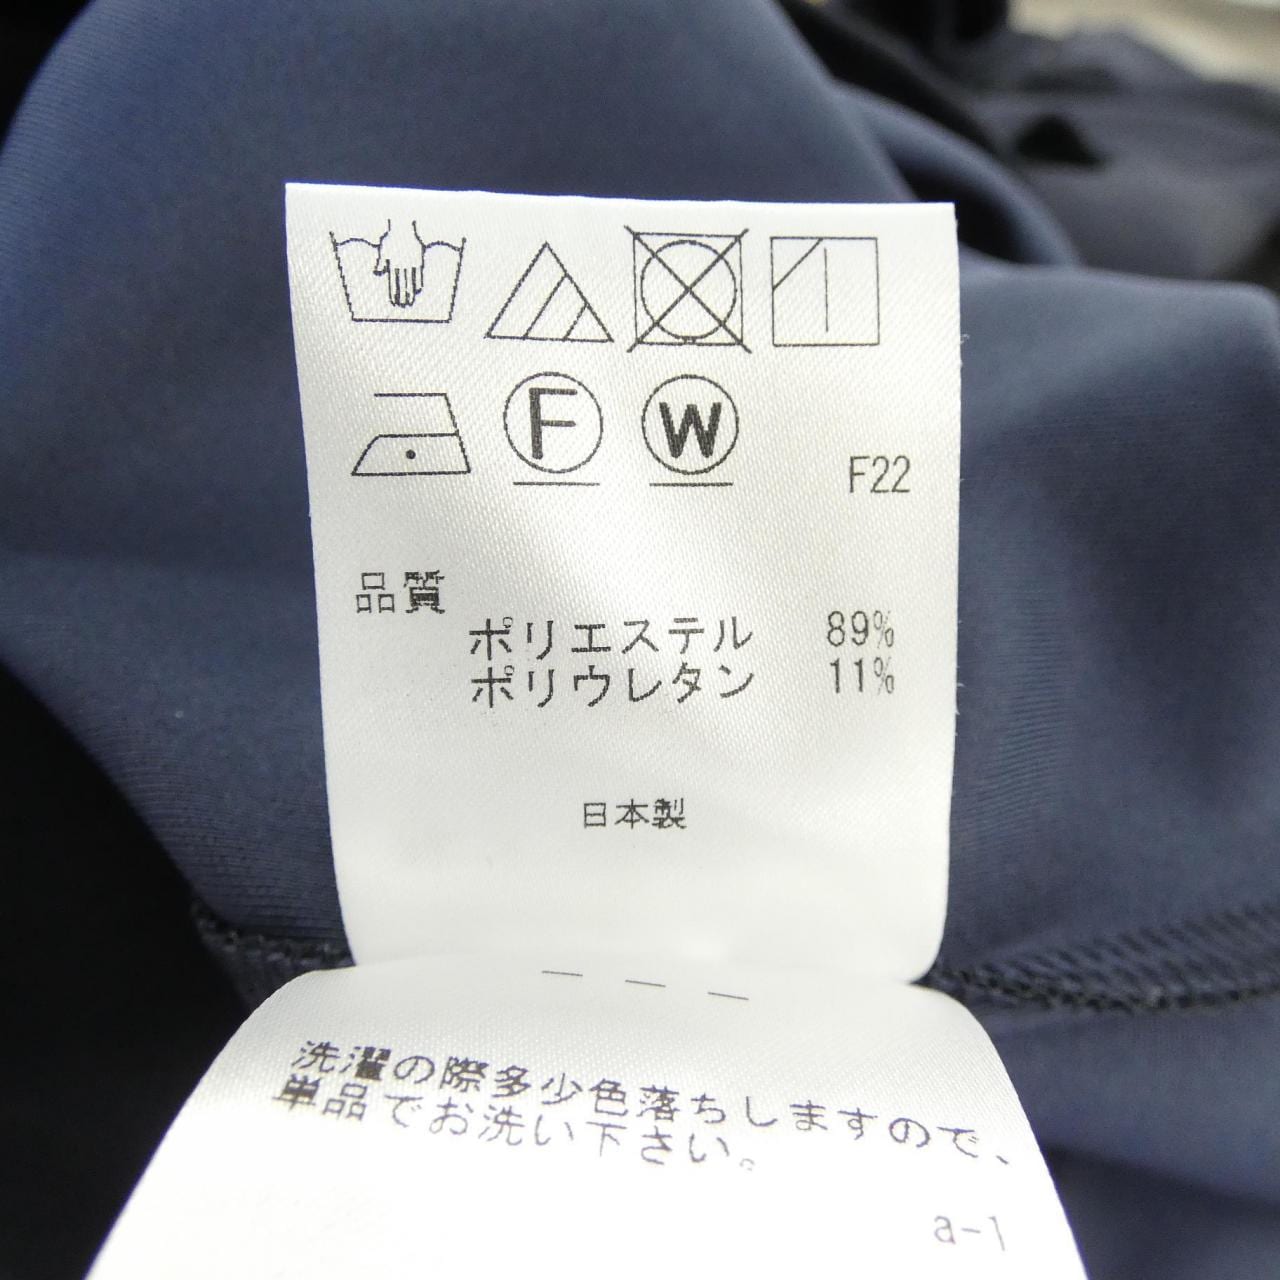 F W
F22
品質
ポリエステル 89%
ポリウレタン 11%
日本製
洗濯の際多少色落ちしますので、
単品でお洗い下さい。
a-1